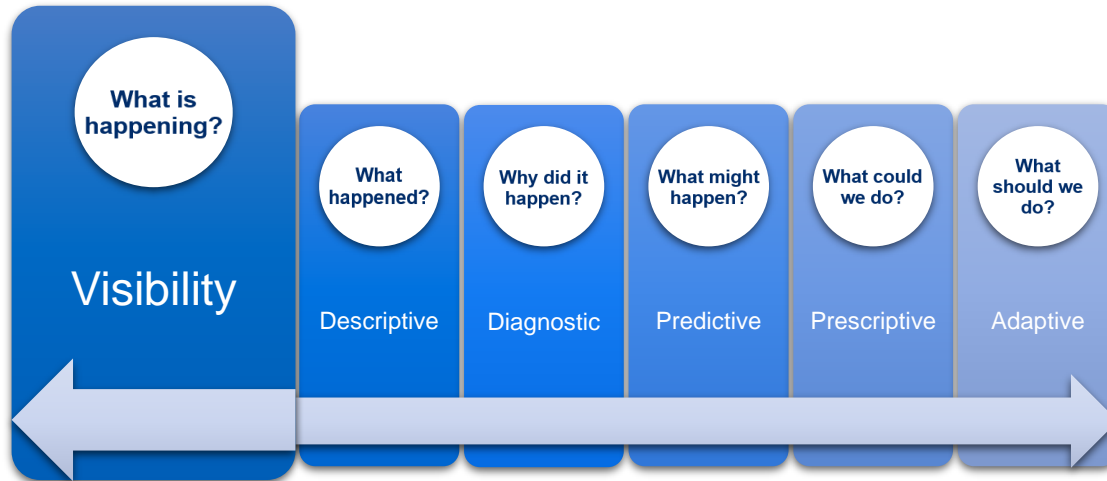 What is
happening?
Visibility
What
happened?
Descriptive
Why did it
happen?
Diagnostic
What might
happen?
Predictive
What could
we do?
Prescriptive
What
should we
do?
Adaptive